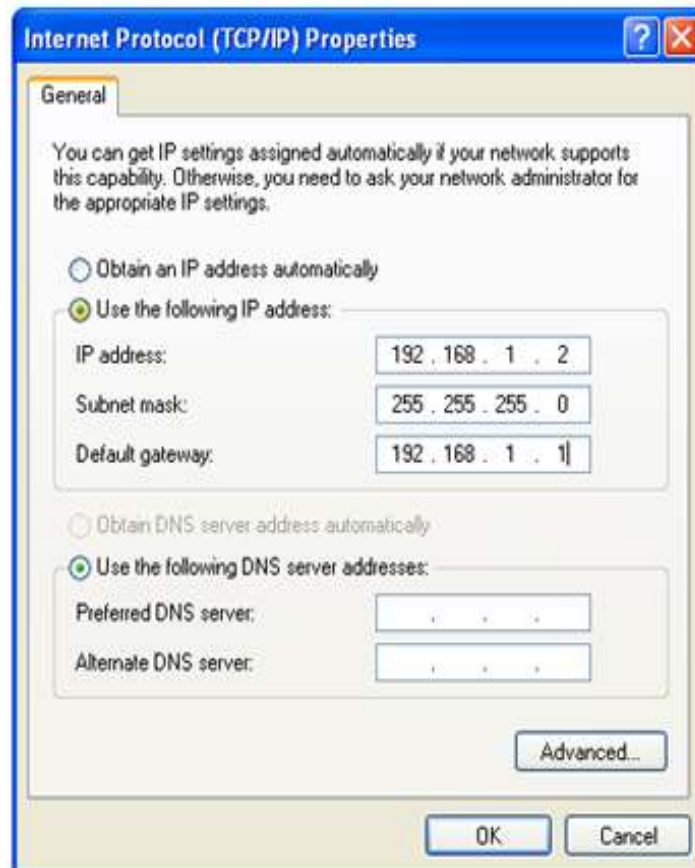 Internet Protocol (TCP/IP) Properties
General
You can get IP settings assigned automatically if your network supports
this capability. Otherwise, you need to ask your network administrator for
the appropriate IP settings.
Obtain an IP address automatically
Use the following IP address:
IP address: 192 . 168 . 1 . 2
Subnet mask: 255 . 255 . 255 . 0
Default gateway: 192 . 168 . 1 . 1
Obtain DNS server address automatically
Use the following DNS server addresses:
Preferred DNS server: . . .
Alternate DNS server: . . .
Advanced...
OK Cancel